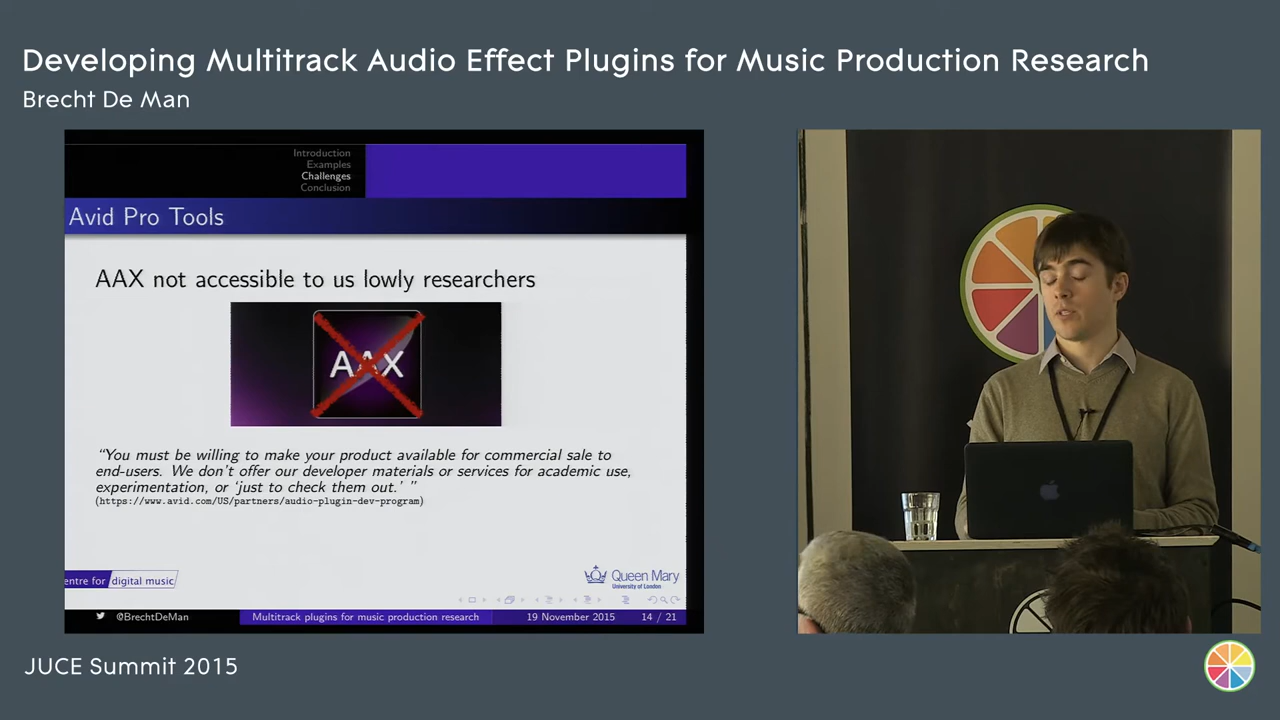 Developing Multitrack Audio Effect Plugins for Music Production Research
Brecht De Man
Introduction
Examples
Challenges
Conclusion
Avid Pro Tools
AAX not accessible to us lowly researchers
AAX
“You must be willing to make your product available for commercial sale to
end-users. We don’t offer our developer materials or services for academic use,
experimentation, or ‘just to check them out.’ ”
(https://www.avid.com/US/partners/audio-plugin-dev-program)
entre for digital music
Queen Mary
University of London
@BrechtDeMan
Multitrack plugins for music production research
19 November 2015
14 / 21
JUCE Summit 2015